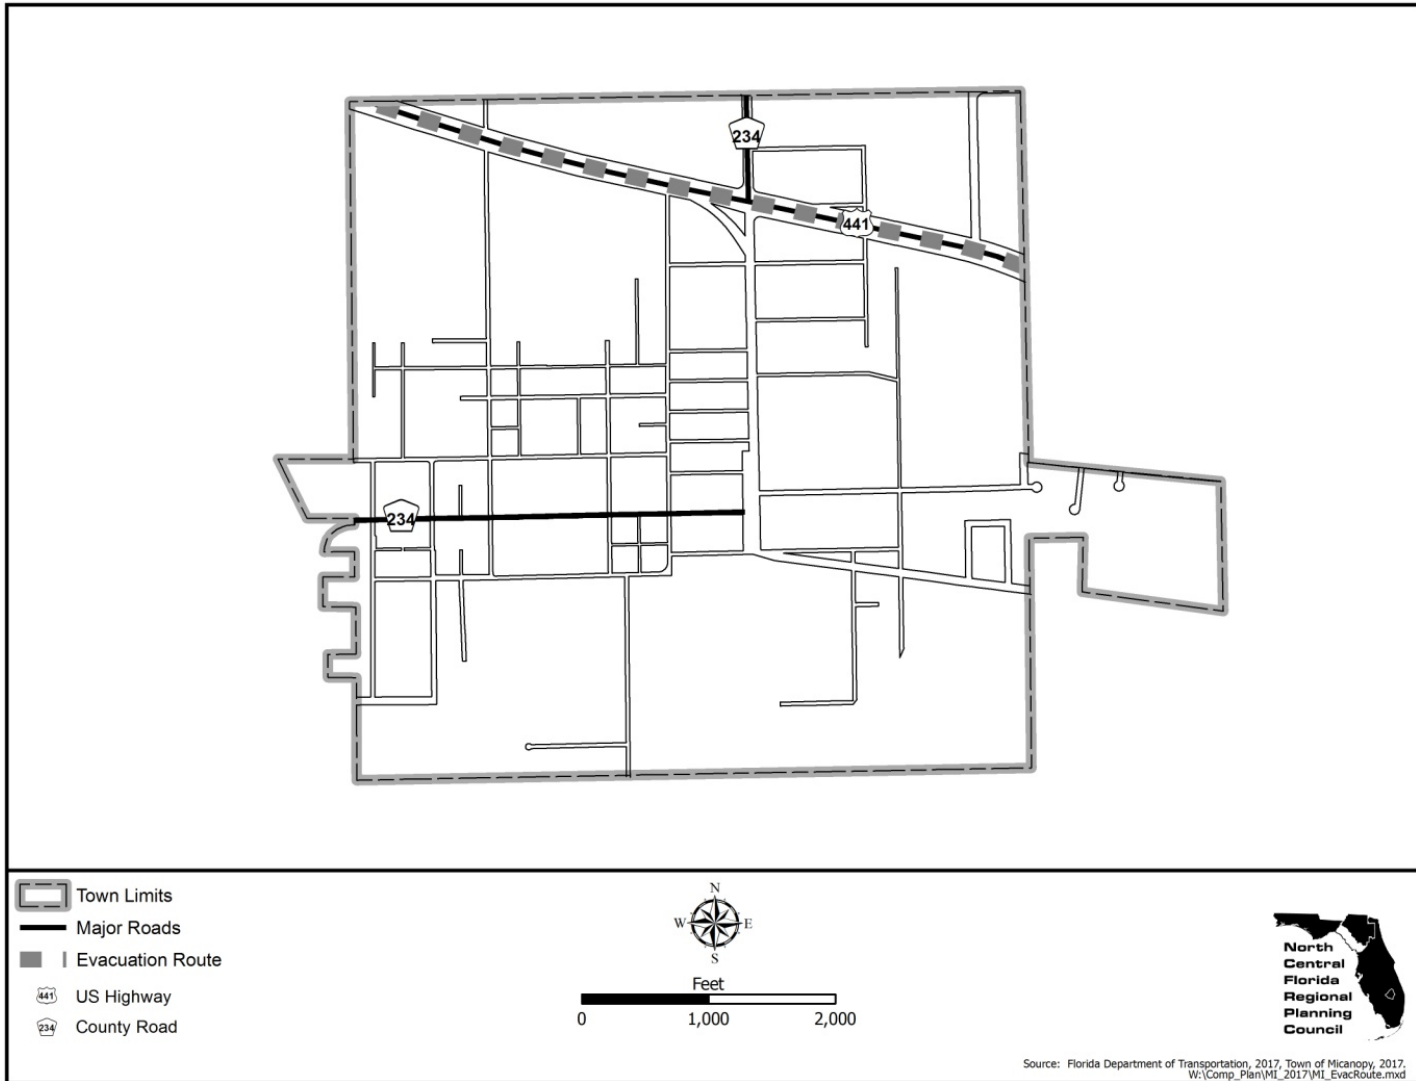 234
441
234
Town Limits
Major Roads
Evacuation Route
441 US Highway
234 County Road
N
W E
S
Feet
0 1,000 2,000
North
Central
Florida
Regional
Planning
Council
Source: Florida Department of Transportation, 2017, Town of Micanopy, 2017.
W:\Comp_Plan\MI_2017\MI_EvacRoute.mxd